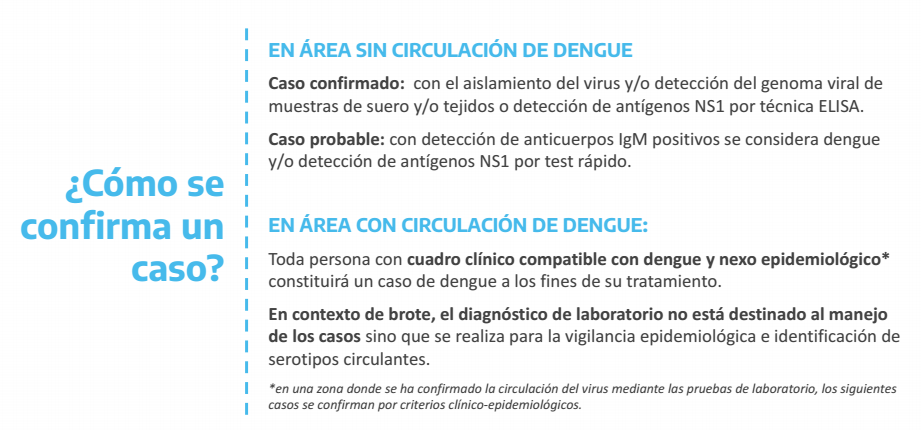 ¿Cómo se
confirma un
caso?
EN ÁREA SIN CIRCULACIÓN DE DENGUE
Caso confirmado: con el aislamiento del virus y/o detección del genoma viral de
muestras de suero y/o tejidos o detección de antígenos NS1 por técnica ELISA.
Caso probable: con detección de anticuerpos IgM positivos se considera dengue
y/o detección de antígenos NS1 por test rápido.
EN ÁREA CON CIRCULACIÓN DE DENGUE:
Toda persona con cuadro clínico compatible con dengue y nexo epidemiológico*
constituirá un caso de dengue a los fines de su tratamiento.
En contexto de brote, el diagnóstico de laboratorio no está destinado al manejo
de los casos sino que se realiza para la vigilancia epidemiológica e identificación de
serotipos circulantes.
*en una zona donde se ha confirmado la circulación del virus mediante las pruebas de laboratorio, los siguientes
casos se confirman por criterios clínico-epidemiológicos.